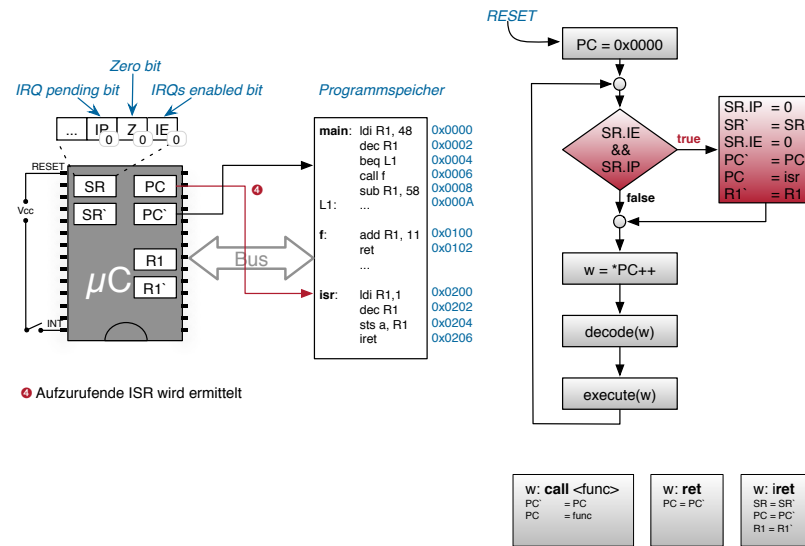 RESET
PC = 0x0000
Zero bit
IRQ pending bit
IRQs enabled bit
Programmspeicher
... IP Z IE
0 0 0
RESET
Vcc
INT
SR PC
SR` PC`
R1
R1`
µC
Bus
4
main: ldi R1, 48 0x0000
dec R1 0x0002
beq L1 0x0004
call f 0x0006
sub R1, 58 0x0008
L1: ... 0x000A
f: add R1, 11 0x0100
ret 0x0102
...
isr: ldi R1,1 0x0200
dec R1 0x0202
sts a, R1 0x0204
iret 0x0206
4 Aufzurufende ISR wird ermittelt
SR.IE
&&
SR.IP
true
false
SR.IP = 0
SR` = SR
SR.IE = 0
PC` = PC
PC = isr
R1` = R1
w = *PC++
decode(w)
execute(w)
w: call <func>
PC` = PC
PC = func
w: ret
PC = PC`
w: iret
SR = SR`
PC = PC`
R1 = R1`